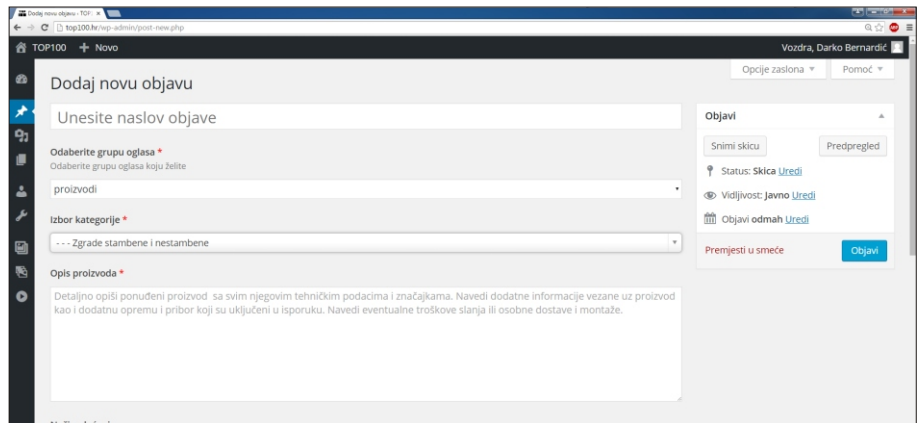 Dodaj novu objavu ‹ TOP1
top100.hr/wp-admin/post-new.php
TOP100 + Novo
Vozdra, Darko Bernardić
Opcije zaslona
Pomoć
Dodaj novu objavu
Unesite naslov objave
Odaberite grupu oglasa *
Odaberite grupu oglasa koju želite
proizvodi
Izbor kategorije *
- - - Zgrade stambene i nestambene
Opis proizvoda *
Detaljno opiši ponuđeni proizvod sa svim njegovim tehničkim podacima i značajkama. Navedi dodatne informacije vezane uz proizvod
kao i dodatnu opremu i pribor koji su uključeni u isporuku. Navedi eventualne troškove slanja ili osobne dostave i montaže.
Objavi
Snimi skicu
Predpregled
Status: Skica Uredi
Vidljivost: Javno Uredi
Objavi odmah Uredi
Premjesti u smeće
Objavi